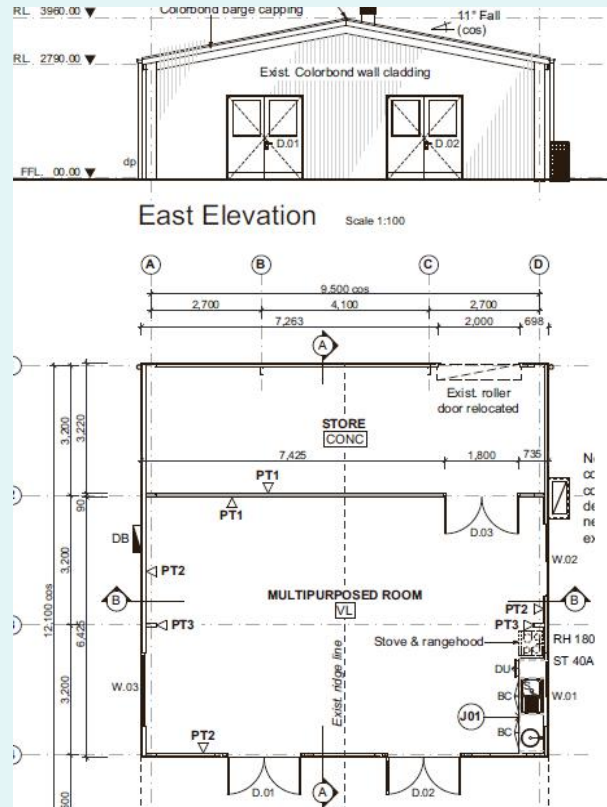 RL 3960.00
Colorbond barge capping
11° Fall
(cos)
RL 2790.00
Exist. Colorbond wall cladding
D.01
D.02
dp
FFL. 00.00
East Elevation
Scale 1:100
A
B
C
D
9,500 cos
2,700
4,100
2,700
7,263
2,000
698
A
Exist. roller
door relocated
STORE
CONC
7,425
1,800
735
3,200
3,220
PT1
PT1
90
D.03
DB
W.02
PT2
3,200
12,100 cos
6,425
B
B
MULTIPURPOSED ROOM
VL
PT2
PT3
PT3
Stove & rangehood
RH 180
ST 40A
DU
BC
W.01
J01
BC
W.03
3,200
Exist. ridge line
PT2
D.01
A
D.02